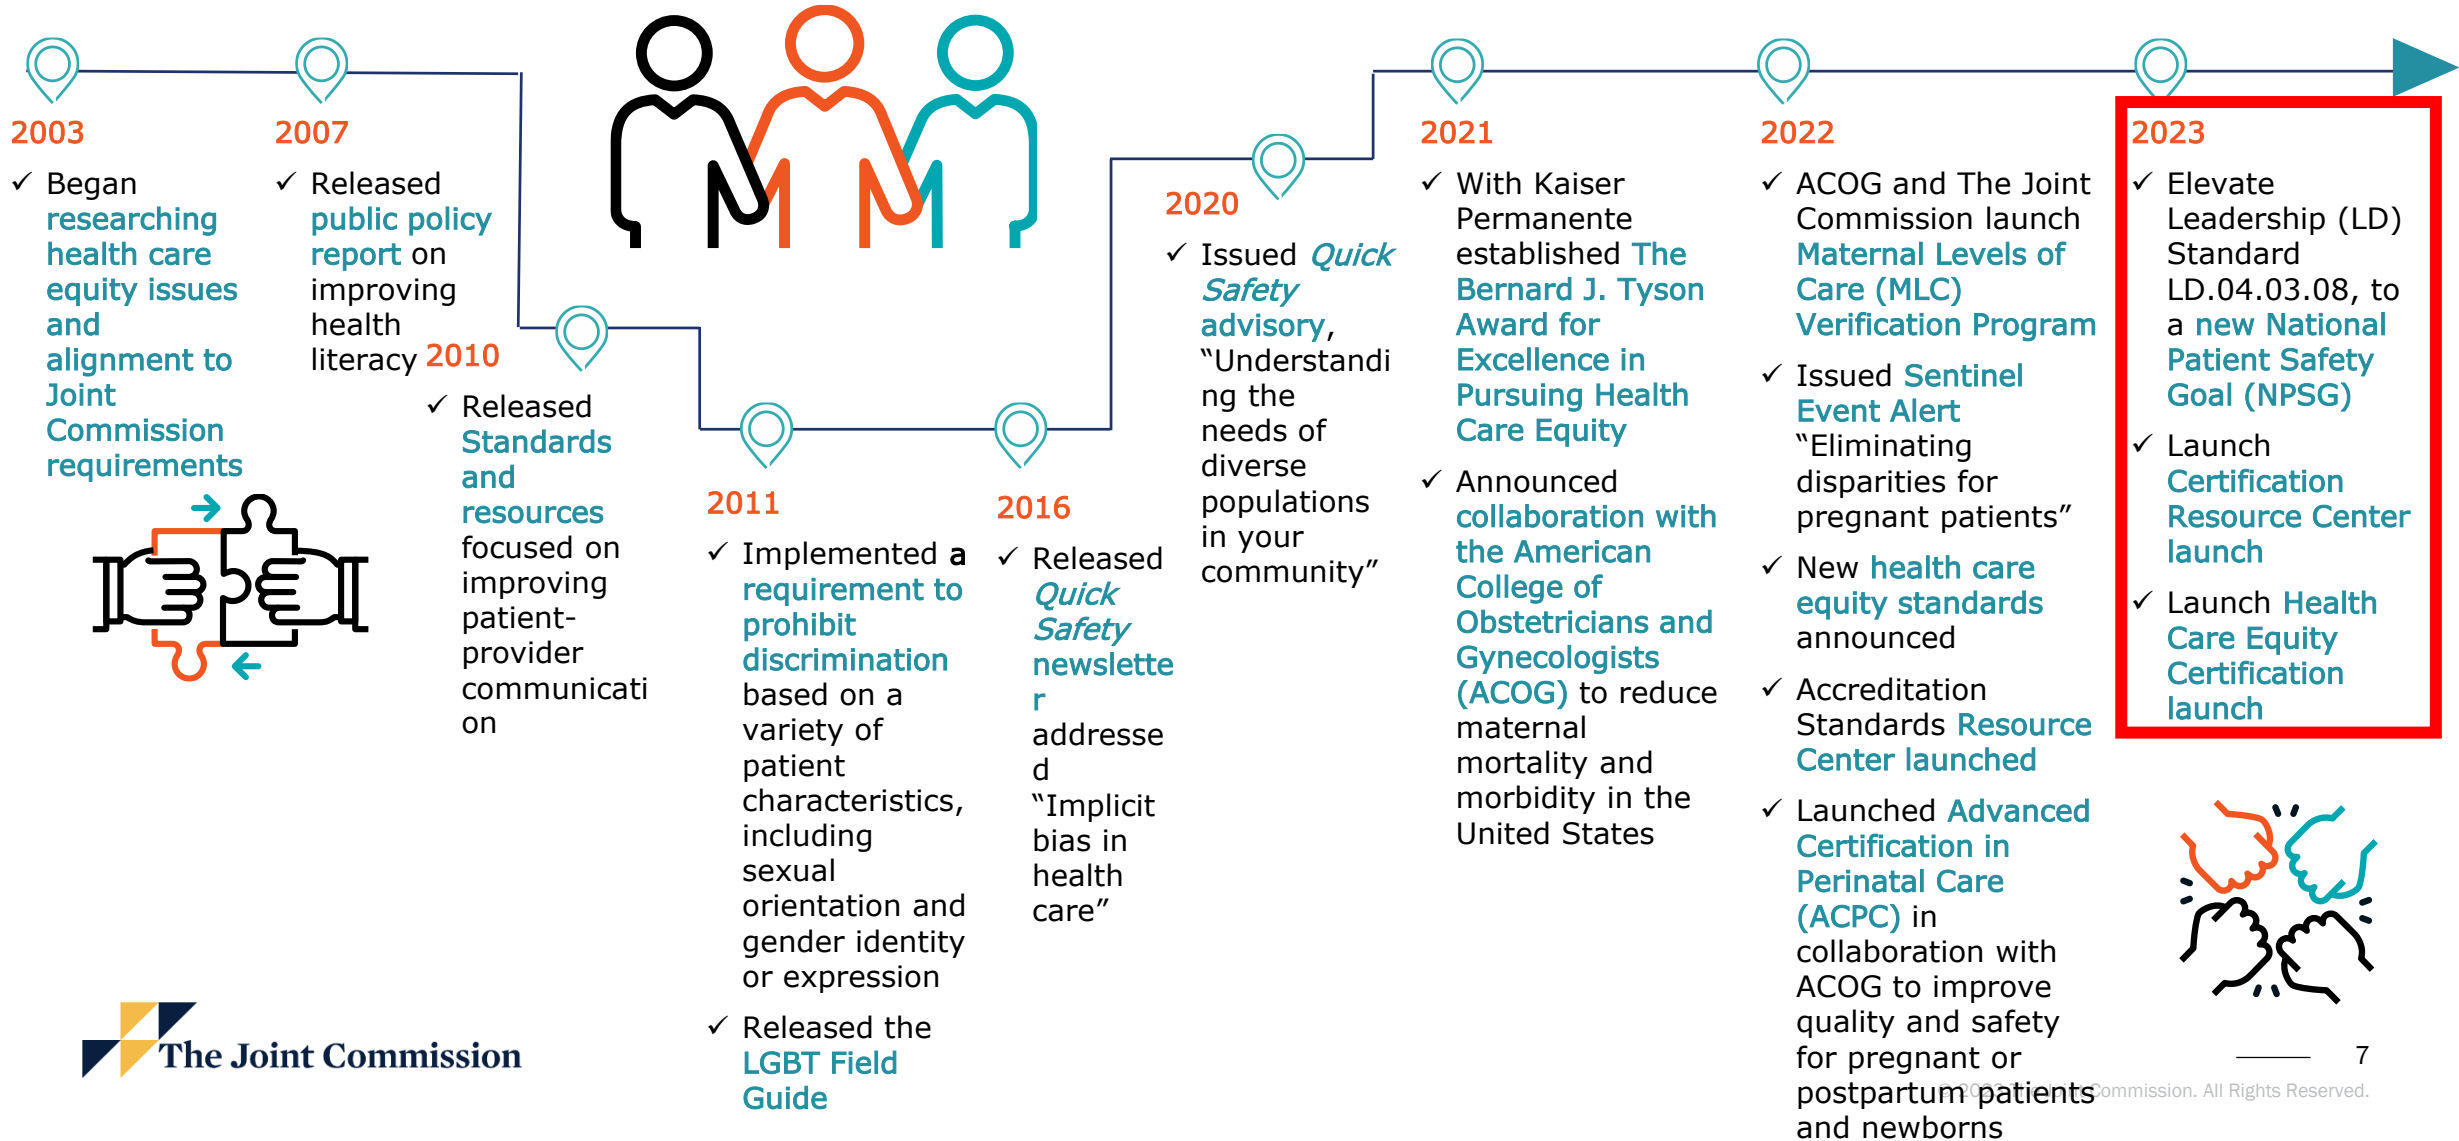 2003
✓ Began
researching
health care
equity issues
and
alignment to
Joint
Commission
requirements
2007
✓ Released
public policy
report on
improving
health
literacy
2010
✓ Released
Standards
and
resources
focused on
improving
patient-
provider
communicati
on
2011
✓ Implemented a
requirement to
prohibit
discrimination
based on a
variety of
patient
characteristics,
including
sexual
orientation and
gender identity
or expression
✓ Released the
LGBT Field
Guide
2016
✓ Released
Quick
Safety
newslette
r
addresse
d
“Implicit
bias in
health
care”
2020
✓ Issued Quick
Safety
advisory,
“Understandi
ng the
needs of
diverse
populations
in your
community”
2021
✓ With Kaiser
Permanente
established The
Bernard J. Tyson
Award for
Excellence in
Pursuing Health
Care Equity
✓ Announced
collaboration with
the American
College of
Obstetricians and
Gynecologists
(ACOG) to reduce
maternal
mortality and
morbidity in the
United States
2022
✓ ACOG and The Joint
Commission launch
Maternal Levels of
Care (MLC)
Verification Program
✓ Issued Sentinel
Event Alert
“Eliminating
disparities for
pregnant patients”
✓ New health care
equity standards
announced
✓ Accreditation
Standards Resource
Center launched
✓ Launched Advanced
Certification in
Perinatal Care
(ACPC) in
collaboration with
ACOG to improve
quality and safety
for pregnant or
postpartum patients
and newborns
2023
✓ Elevate
Leadership (LD)
Standard
LD.04.03.08, to
a new National
Patient Safety
Goal (NPSG)
✓ Launch
Certification
Resource Center
launch
✓ Launch Health
Care Equity
Certification
launch
The Joint Commission
7
© 2023 The Joint Commission. All Rights Reserved.